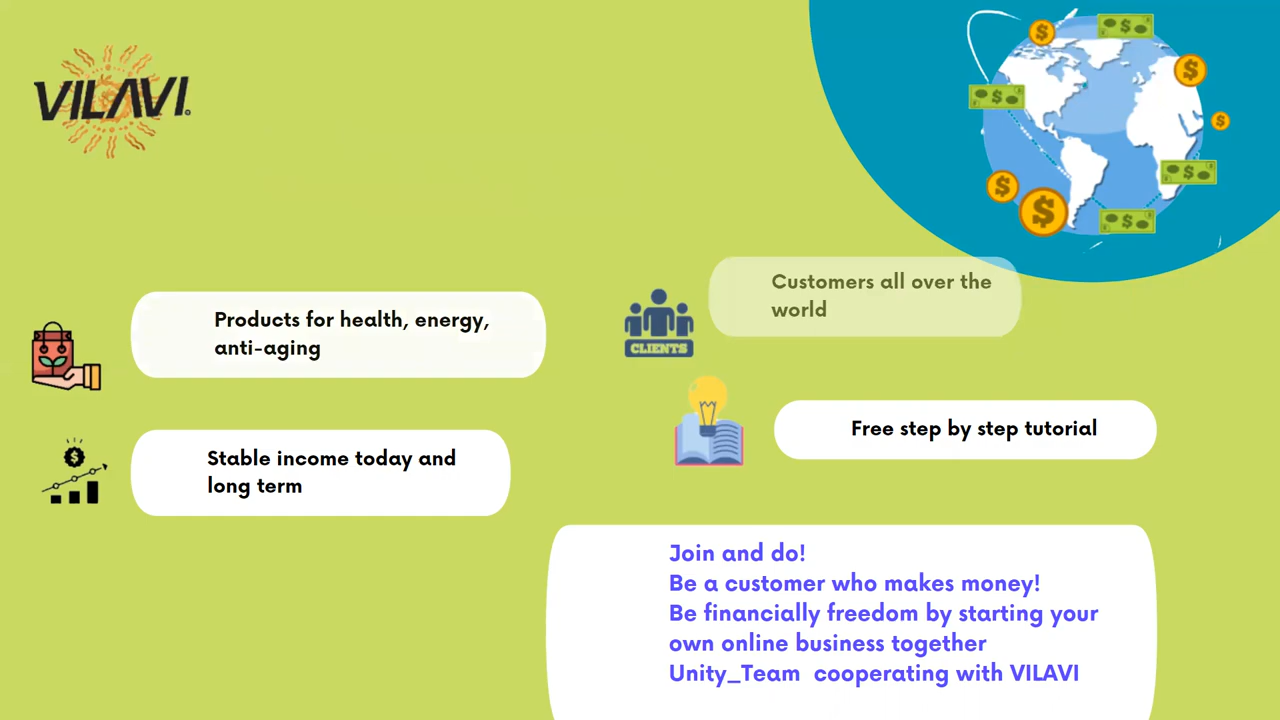 VILAVI
Products for health, energy,
anti-aging
Stable income today and
long term
Customers all over the
world
CLIENTS
Free step by step tutorial
Join and do!
Be a customer who makes money!
Be financially freedom by starting your
own online business together
Unity_Team cooperating with VILAVI